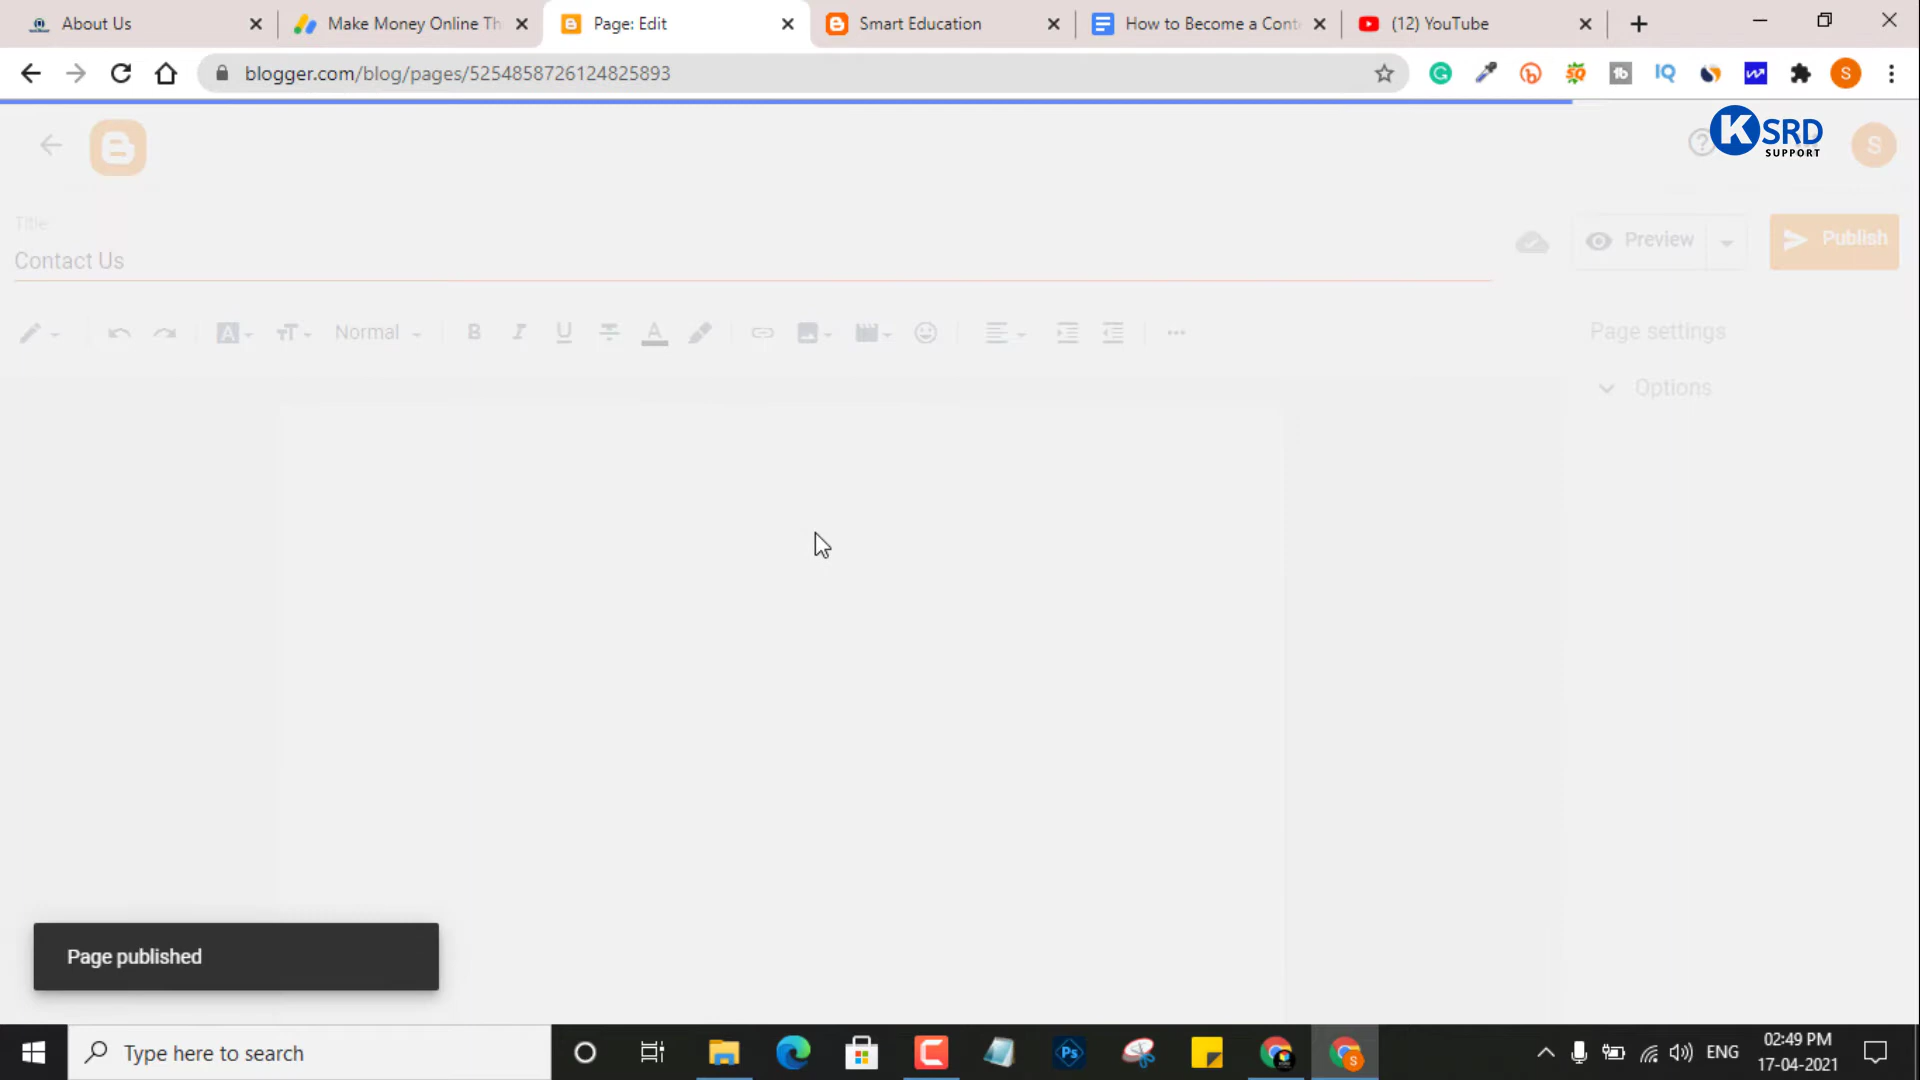 About Us
Make Money Online Th
Page: Edit
Smart Education
How to Become a Conte
(12) YouTube
blogger.com/blog/pages/5254858726124825893
KSRD
SUPPORT
Title
Contact Us
Preview
Publish
Normal
Page settings
Options
Page published
Type here to search
ENG
02:49 PM
17-04-2021